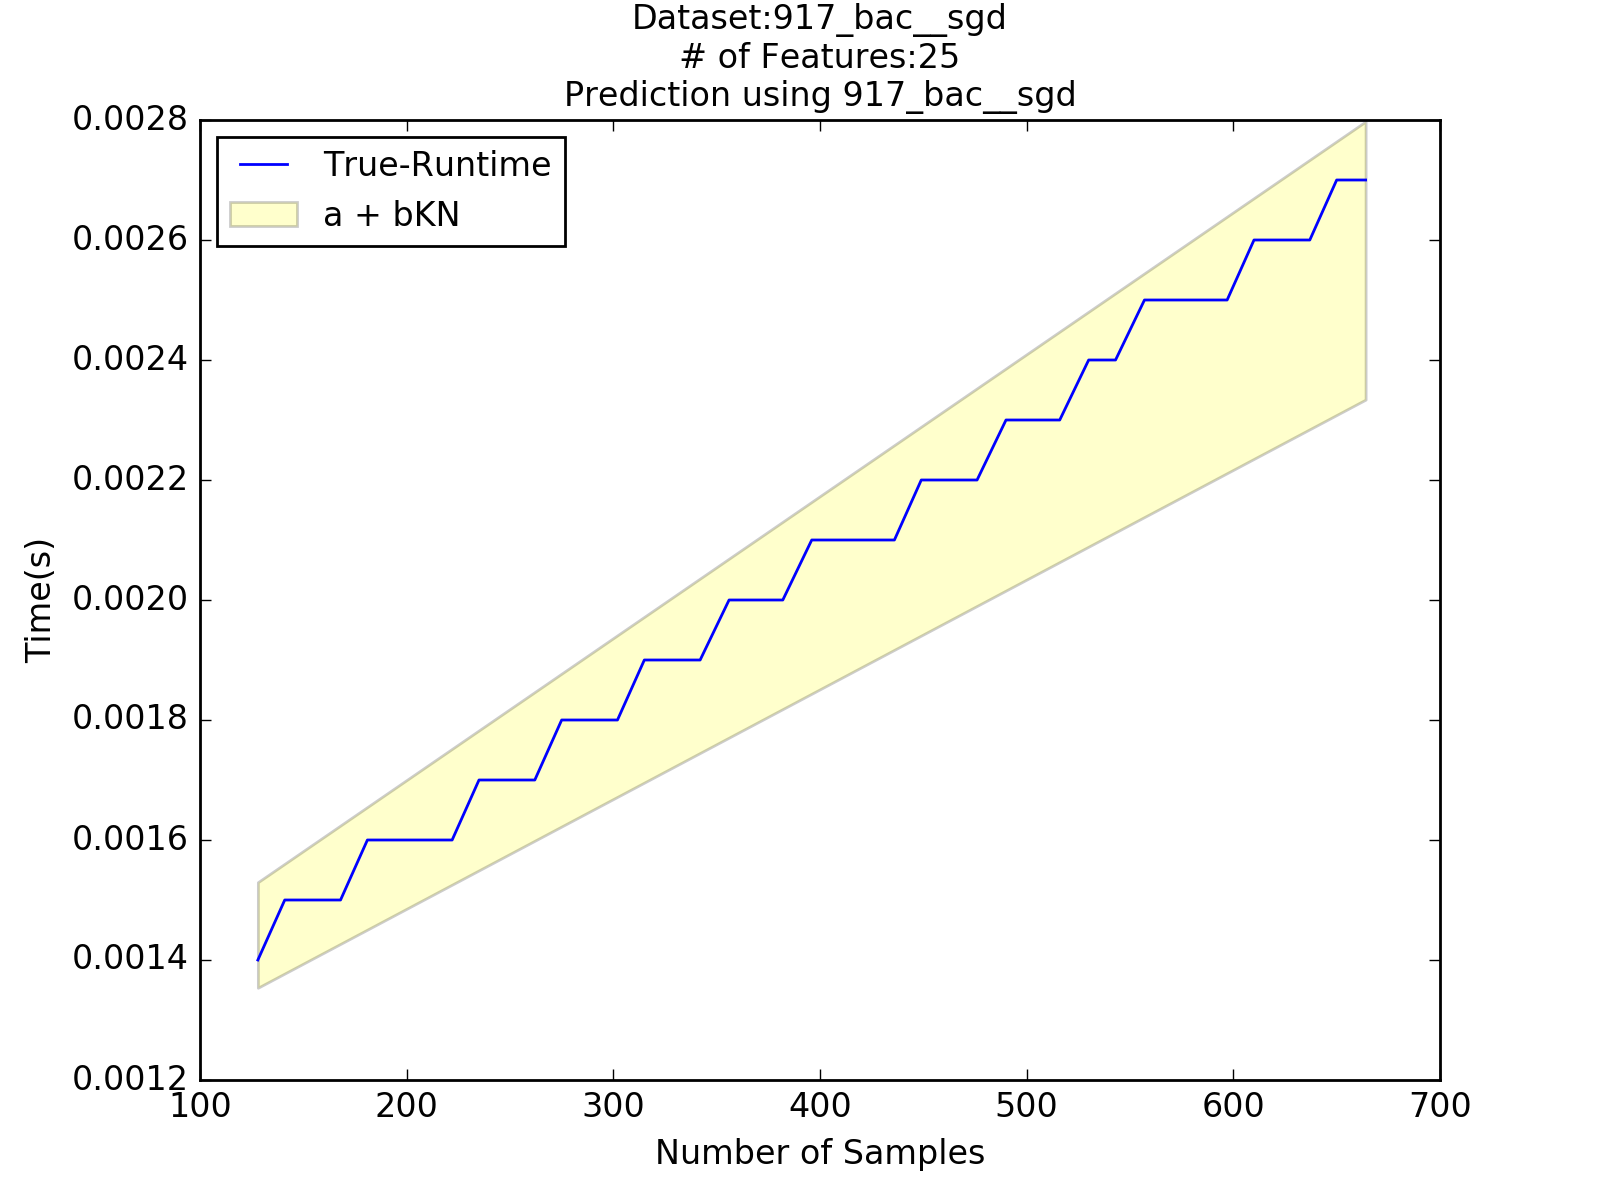 Dataset:917_bac__sgd
# of Features:25
Prediction using 917_bac__sgd
True-Runtime
a + bKN
0.0028
0.0026
0.0024
0.0022
0.0020
0.0018
0.0016
0.0014
0.0012
Time(s)
100 200 300 400 500 600 700
Number of Samples